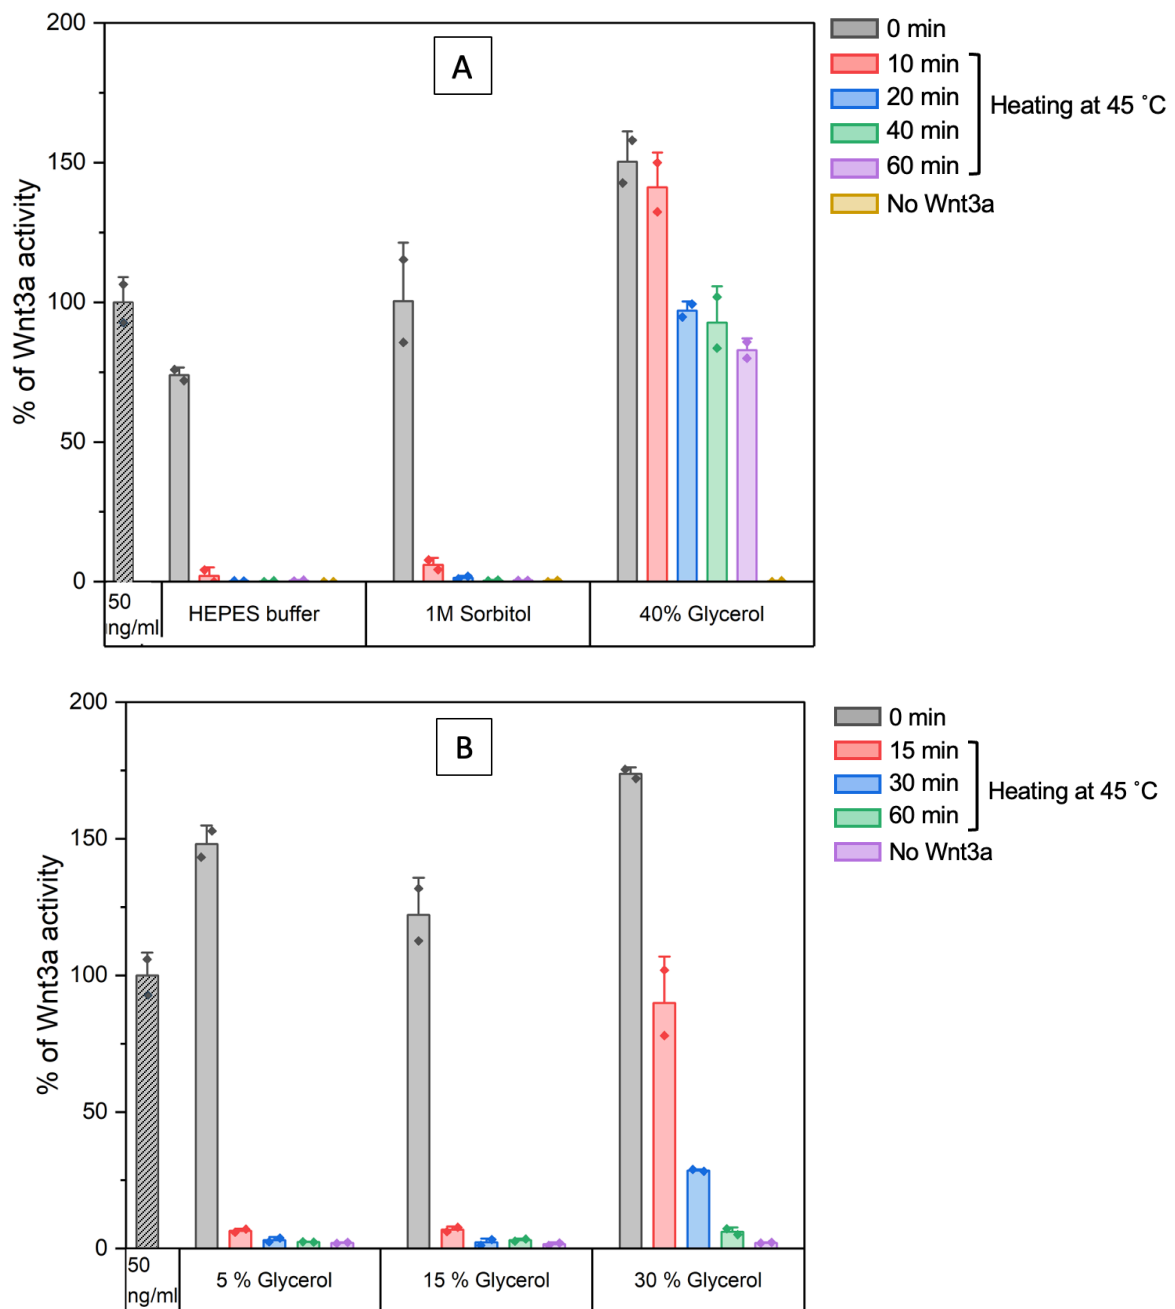 A
200
150
100
50
0
% of Wnt3a activity
50
ng/ml
HEPES buffer
1M Sorbitol
40% Glycerol
0 min
10 min
20 min
40 min
60 min
No Wnt3a
Heating at 45 ˚C
B
200
150
100
50
0
% of Wnt3a activity
50
ng/ml
5 % Glycerol
15 % Glycerol
30 % Glycerol
0 min
15 min
30 min
60 min
No Wnt3a
Heating at 45 ˚C